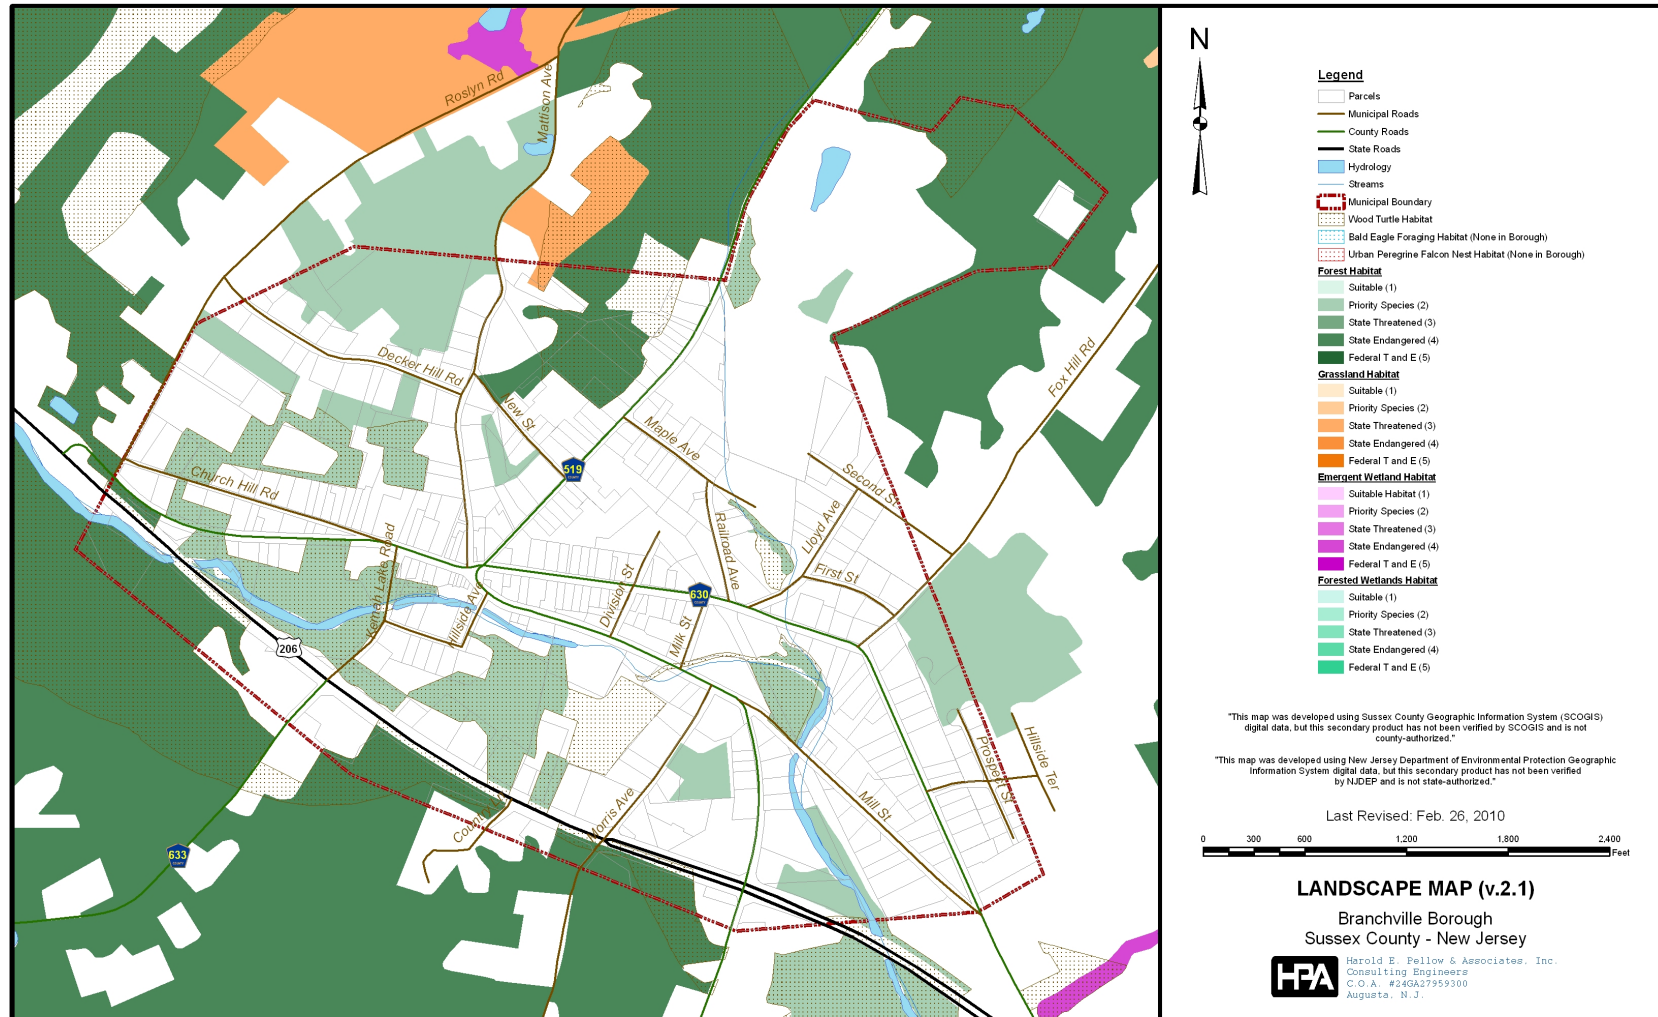 Roslyn Rd
Mattison Ave
Decker Hill Rd
New St
Maple Ave
Fox Hill Rd
519
COUNTY
Church Hill Rd
Second St
Lloyd Ave
Railroad Ave
First St
Kemah Lake Road
Hillside Ave
Division St
630
COUNTY
Milk St
206
Prospect St
Hillside Ter
Mill St
Morris Ave
Country Ln
633
COUNTY
N
Legend
Parcels
Municipal Roads
County Roads
State Roads
Hydrology
Streams
Municipal Boundary
Wood Turtle Habitat
Bald Eagle Foraging Habitat (None in Borough)
Urban Peregrine Falcon Nest Habitat (None in Borough)
Forest Habitat
Suitable (1)
Priority Species (2)
State Threatened (3)
State Endangered (4)
Federal T and E (5)
Grassland Habitat
Suitable (1)
Priority Species (2)
State Threatened (3)
State Endangered (4)
Federal T and E (5)
Emergent Wetland Habitat
Suitable Habitat (1)
Priority Species (2)
State Threatened (3)
State Endangered (4)
Federal T and E (5)
Forested Wetlands Habitat
Suitable (1)
Priority Species (2)
State Threatened (3)
State Endangered (4)
Federal T and E (5)
"This map was developed using Sussex County Geographic Information System (SCOGIS)
digital data, but this secondary product has not been verified by SCOGIS and is not
county-authorized."
"This map was developed using New Jersey Department of Environmental Protection Geographic
Information System digital data, but this secondary product has not been verified
by NJDEP and is not state-authorized."
Last Revised: Feb. 26, 2010
0 300 600 1,200 1,800 2,400
Feet
LANDSCAPE MAP (v.2.1)
Branchville Borough
Sussex County - New Jersey
HPA
Harold E. Pellow & Associates, Inc.
Consulting Engineers
C.O.A. #24GA27959300
Augusta, N.J.